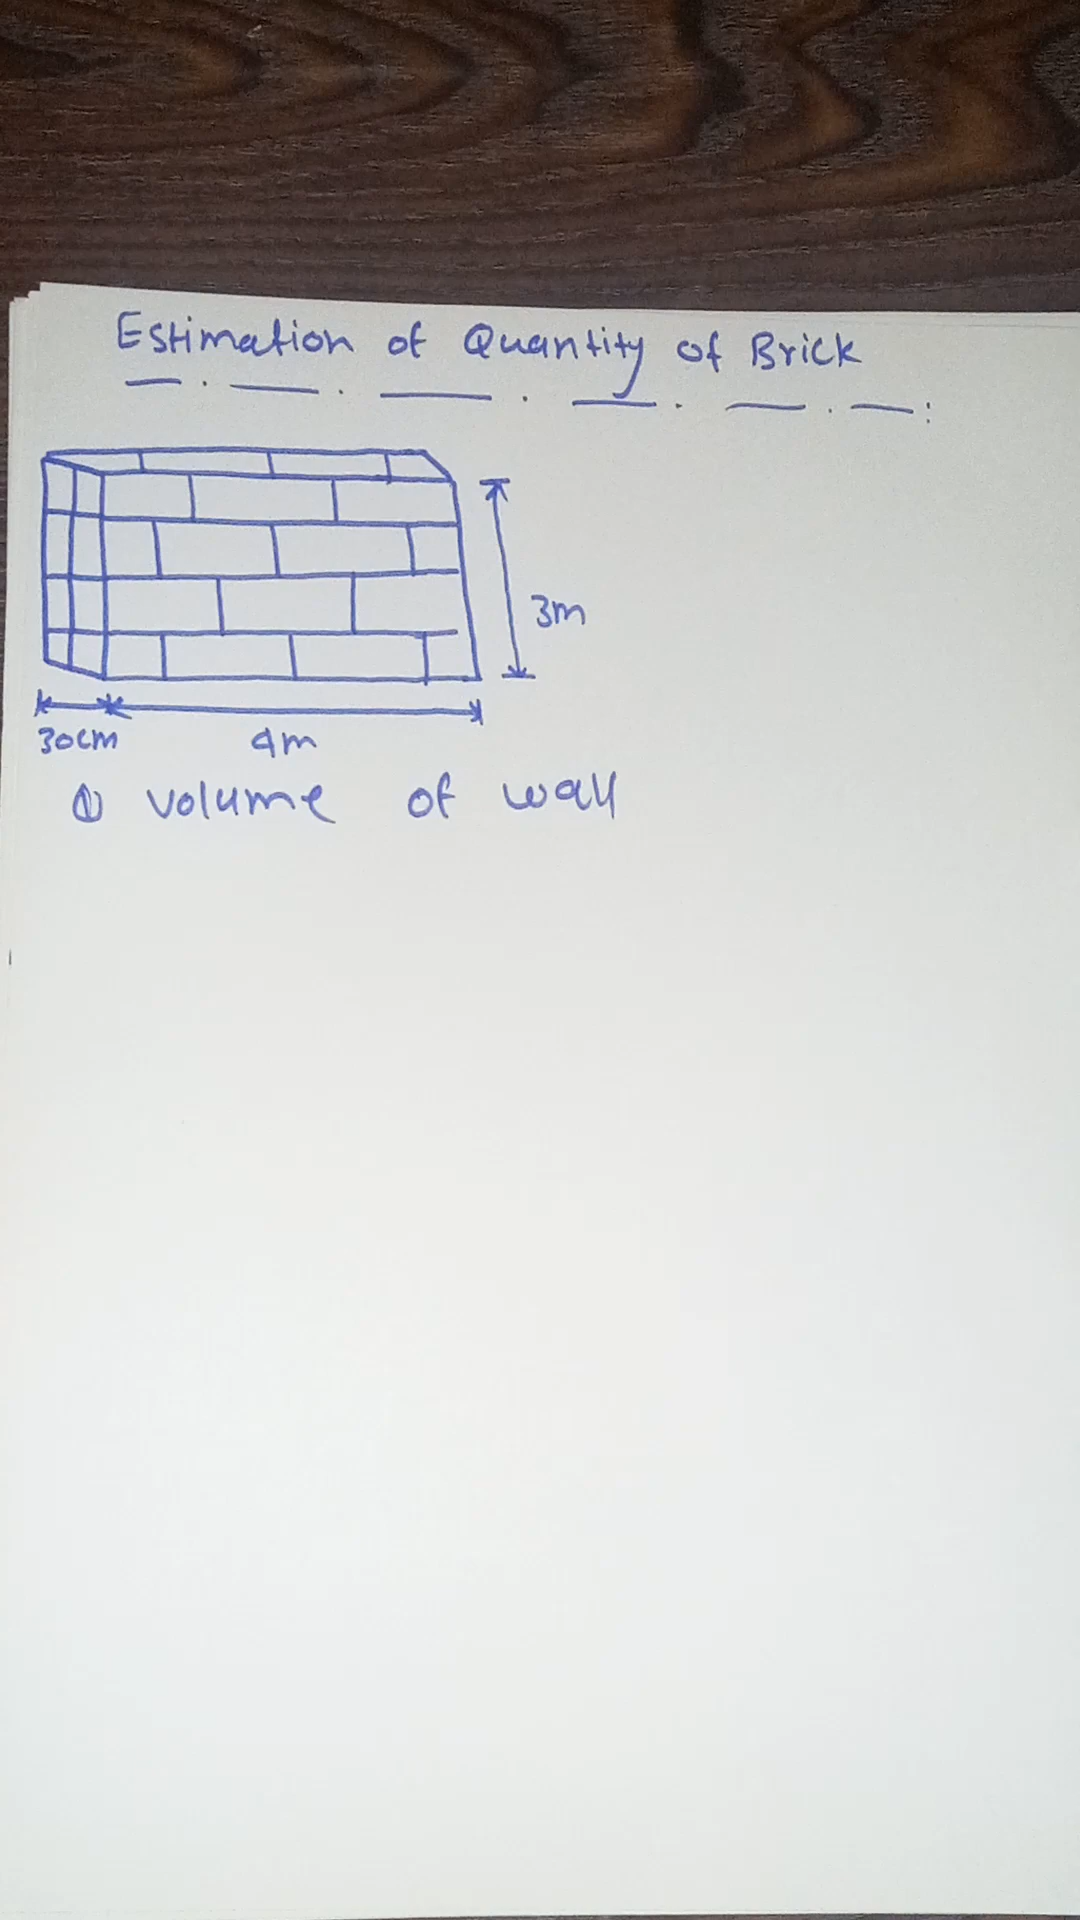 Estimation of Quantity of Brick
3m
30cm 4m
① volume of wall